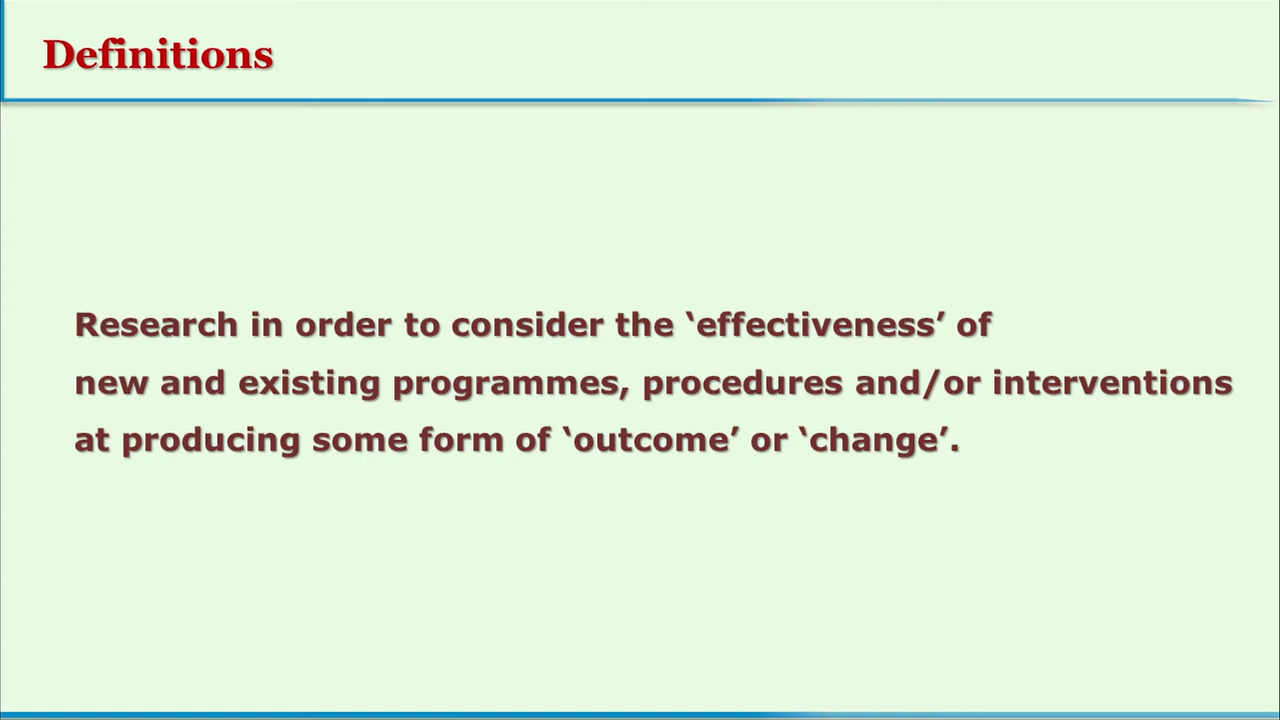 Definitions
Research in order to consider the ‘effectiveness’ of
new and existing programmes, procedures and/or interventions
at producing some form of ‘outcome’ or ‘change’.